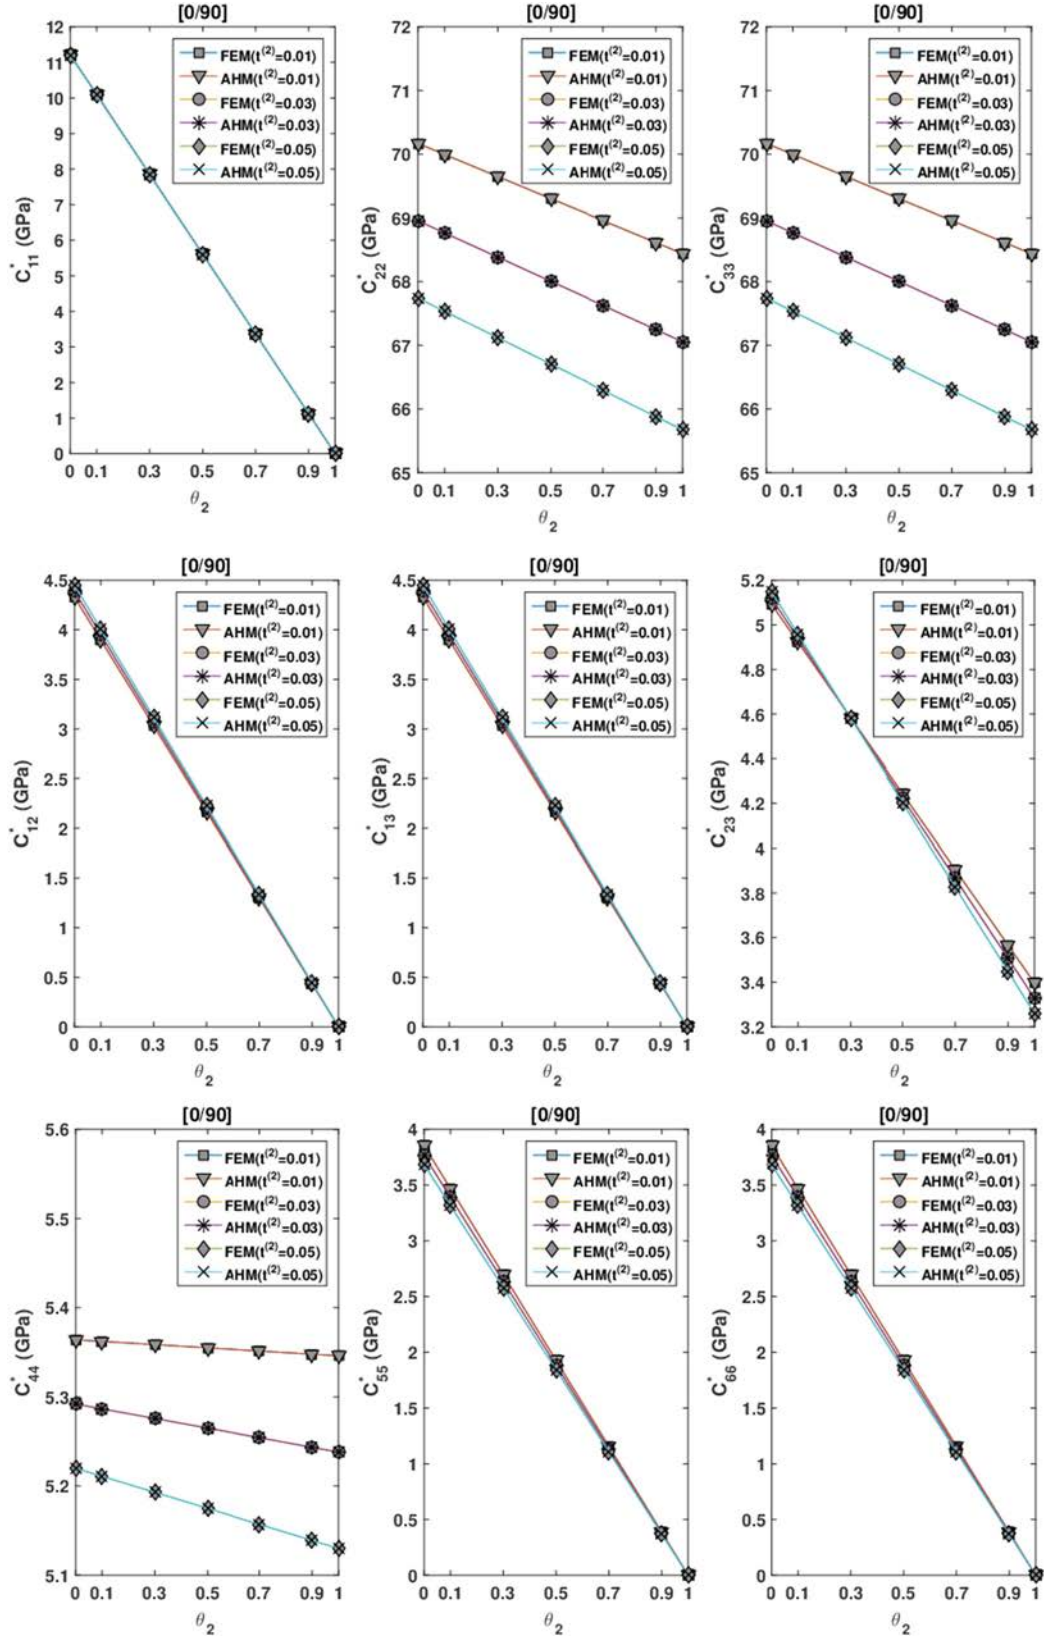 [0/90]
12
11
10
9
8
7
6
5
4
3
2
1
0
C*11 (GPa)
0 0.1 0.3 0.5 0.7 0.9 1
θ2
FEM(t(2)=0.01)
AHM(t(2)=0.01)
FEM(t(2)=0.03)
AHM(t(2)=0.03)
FEM(t(2)=0.05)
AHM(t(2)=0.05)
[0/90]
72
71
70
69
68
67
66
65
C*22 (GPa)
0 0.1 0.3 0.5 0.7 0.9 1
θ2
FEM(t(2)=0.01)
AHM(t(2)=0.01)
FEM(t(2)=0.03)
AHM(t(2)=0.03)
FEM(t(2)=0.05)
AHM(t(2)=0.05)
[0/90]
72
71
70
69
68
67
66
65
C*33 (GPa)
0 0.1 0.3 0.5 0.7 0.9 1
θ2
FEM(t(2)=0.01)
AHM(t(2)=0.01)
FEM(t(2)=0.03)
AHM(t(2)=0.03)
FEM(t(2)=0.05)
AHM(t(2)=0.05)
[0/90]
4.5
4
3.5
3
2.5
2
1.5
1
0.5
0
C*12 (GPa)
0 0.1 0.3 0.5 0.7 0.9 1
θ2
FEM(t(2)=0.01)
AHM(t(2)=0.01)
FEM(t(2)=0.03)
AHM(t(2)=0.03)
FEM(t(2)=0.05)
AHM(t(2)=0.05)
[0/90]
4.5
4
3.5
3
2.5
2
1.5
1
0.5
0
C*13 (GPa)
0 0.1 0.3 0.5 0.7 0.9 1
θ2
FEM(t(2)=0.01)
AHM(t(2)=0.01)
FEM(t(2)=0.03)
AHM(t(2)=0.03)
FEM(t(2)=0.05)
AHM(t(2)=0.05)
[0/90]
5.2
5
4.8
4.6
4.4
4.2
4
3.8
3.6
3.4
3.2
C*23 (GPa)
0 0.1 0.3 0.5 0.7 0.9 1
θ2
FEM(t(2)=0.01)
AHM(t(2)=0.01)
FEM(t(2)=0.03)
AHM(t(2)=0.03)
FEM(t(2)=0.05)
AHM(t(2)=0.05)
[0/90]
5.6
5.5
5.4
5.3
5.2
5.1
C*44 (GPa)
0 0.1 0.3 0.5 0.7 0.9 1
θ2
FEM(t(2)=0.01)
AHM(t(2)=0.01)
FEM(t(2)=0.03)
AHM(t(2)=0.03)
FEM(t(2)=0.05)
AHM(t(2)=0.05)
[0/90]
4
3.5
3
2.5
2
1.5
1
0.5
0
C*55 (GPa)
0 0.1 0.3 0.5 0.7 0.9 1
θ2
FEM(t(2)=0.01)
AHM(t(2)=0.01)
FEM(t(2)=0.03)
AHM(t(2)=0.03)
FEM(t(2)=0.05)
AHM(t(2)=0.05)
[0/90]
4
3.5
3
2.5
2
1.5
1
0.5
0
C*66 (GPa)
0 0.1 0.3 0.5 0.7 0.9 1
θ2
FEM(t(2)=0.01)
AHM(t(2)=0.01)
FEM(t(2)=0.03)
AHM(t(2)=0.03)
FEM(t(2)=0.05)
AHM(t(2)=0.05)